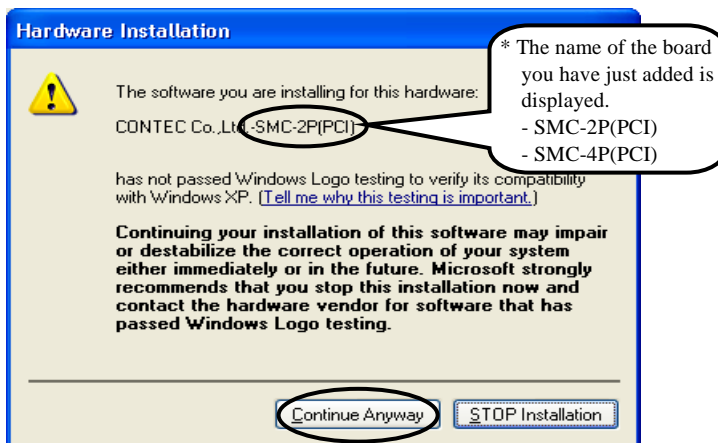 Hardware Installation
* The name of the board
you have just added is
displayed.
- SMC-2P(PCI)
- SMC-4P(PCI)
The software you are installing for this hardware:
CONTEC Co.,Ltd.-SMC-2P(PCI)
has not passed Windows Logo testing to verify its compatibility
with Windows XP. (Tell me why this testing is important.)
Continuing your installation of this software may impair
or destabilize the correct operation of your system
either immediately or in the future. Microsoft strongly
recommends that you stop this installation now and
contact the hardware vendor for software that has
passed Windows Logo testing.
Continue Anyway
STOP Installation